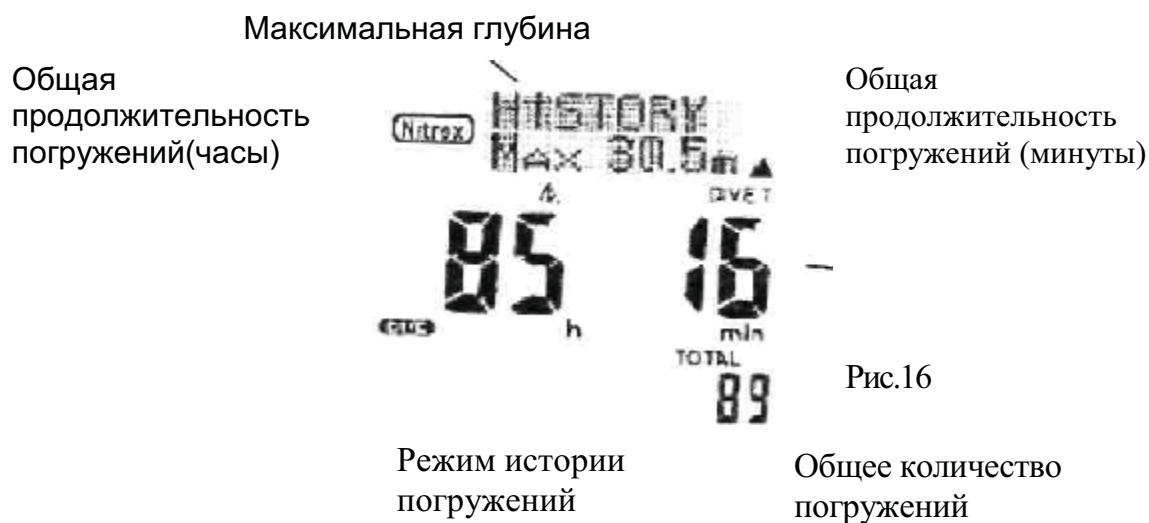 Максимальная глубина
Общая
продолжительность
погружений(часы)
Nitrox
HISTORY
Max 30.5m
Общая
продолжительность
погружений (минуты)
DIVE T
85 16
h min
TOTAL
89
Рис.16
Режим истории
погружений
Общее количество
погружений